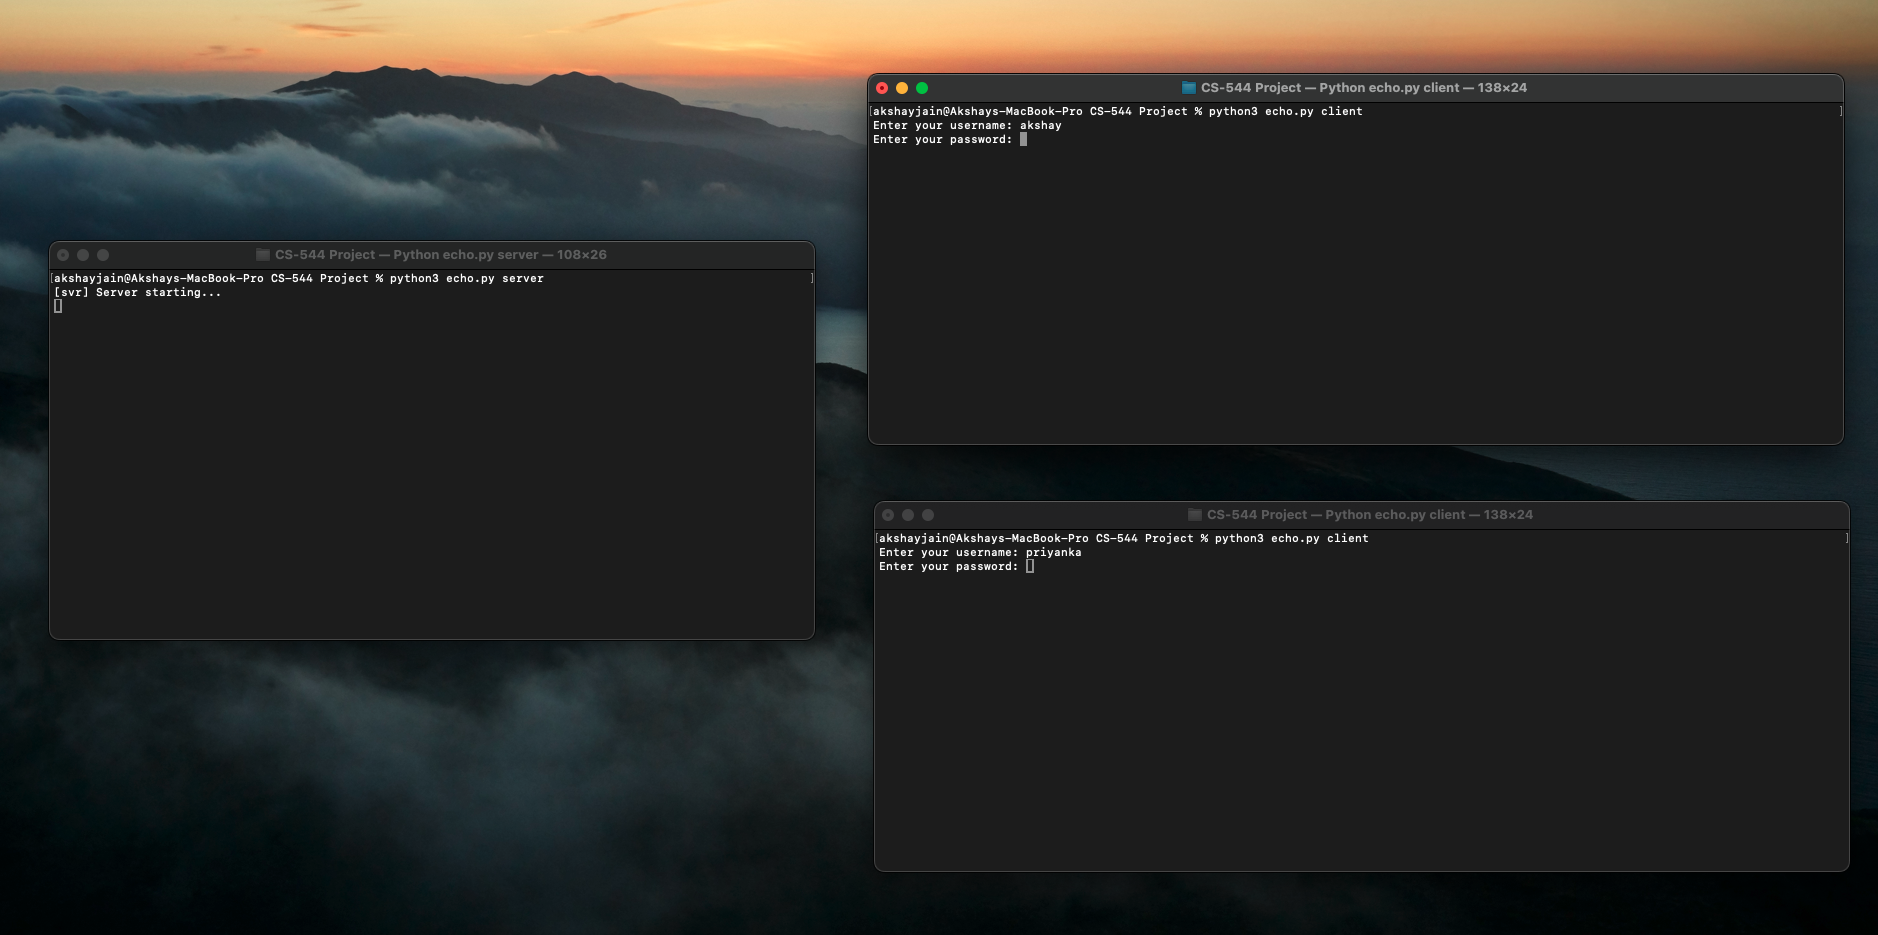 CS-544 Project — Python echo.py server — 108×26
[akshayjain@Akshays-MacBook-Pro CS-544 Project % python3 echo.py server ]
[svr] Server starting...
CS-544 Project — Python echo.py client — 138×24
[akshayjain@Akshays-MacBook-Pro CS-544 Project % python3 echo.py client ]
Enter your username: akshay
Enter your password:
CS-544 Project — Python echo.py client — 138×24
[akshayjain@Akshays-MacBook-Pro CS-544 Project % python3 echo.py client ]
Enter your username: priyanka
Enter your password: